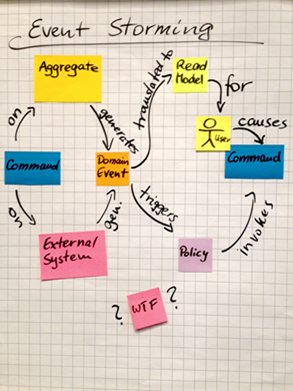 Event Storming
Aggregate
on
generates
translated to
Read
Model
for
User
causes
Command
Command
Domain
Event
on
gen.
triggers
External
System
Policy
invokes
? WTF ?